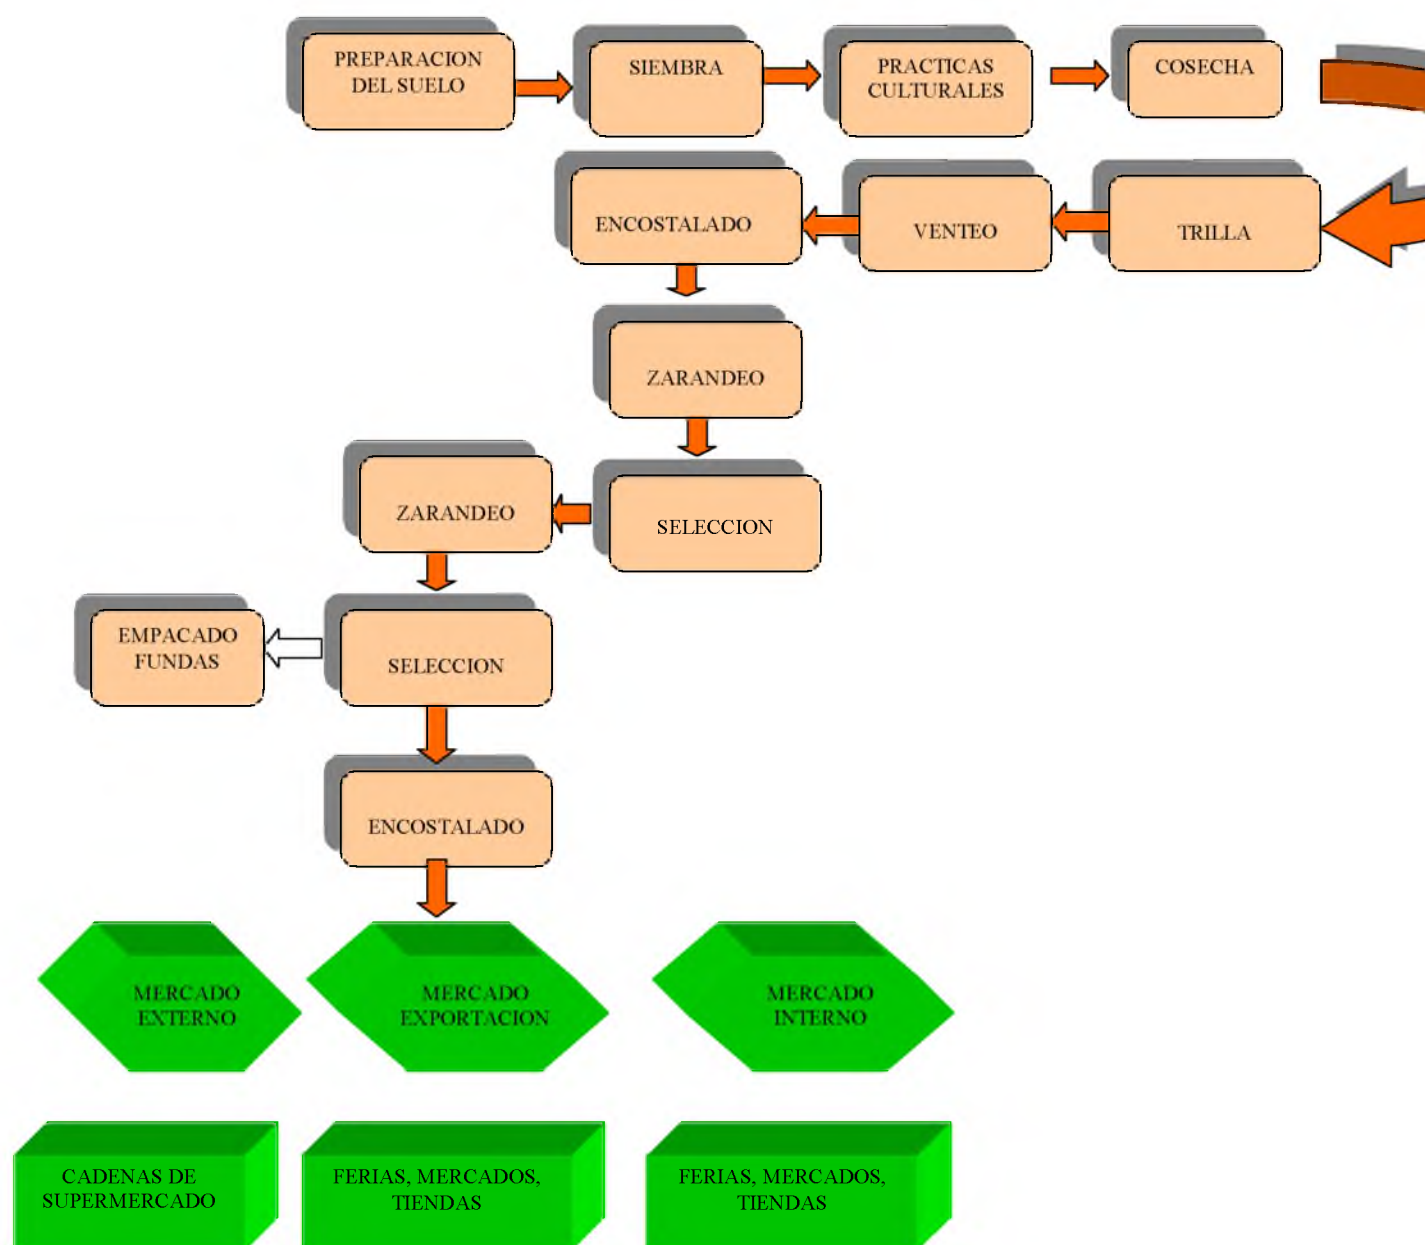 PREPARACION
DEL SUELO
SIEMBRA
PRACTICAS
CULTURALES
COSECHA
ENCOSTALADO
VENTEO
TRILLA
ZARANDEO
ZARANDEO
SELECCION
EMPACADO
FUNDAS
SELECCION
ENCOSTALADO
MERCADO
EXTERNO
MERCADO
EXPORTACION
MERCADO
INTERNO
CADENAS DE
SUPERMERCADO
FERIAS, MERCADOS,
TIENDAS
FERIAS, MERCADOS,
TIENDAS